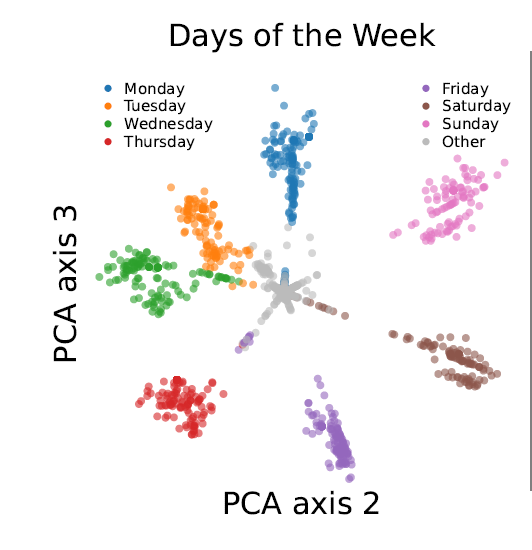 Days of the Week
Monday
Tuesday
Wednesday
Thursday
Friday
Saturday
Sunday
Other
PCA axis 3
PCA axis 2